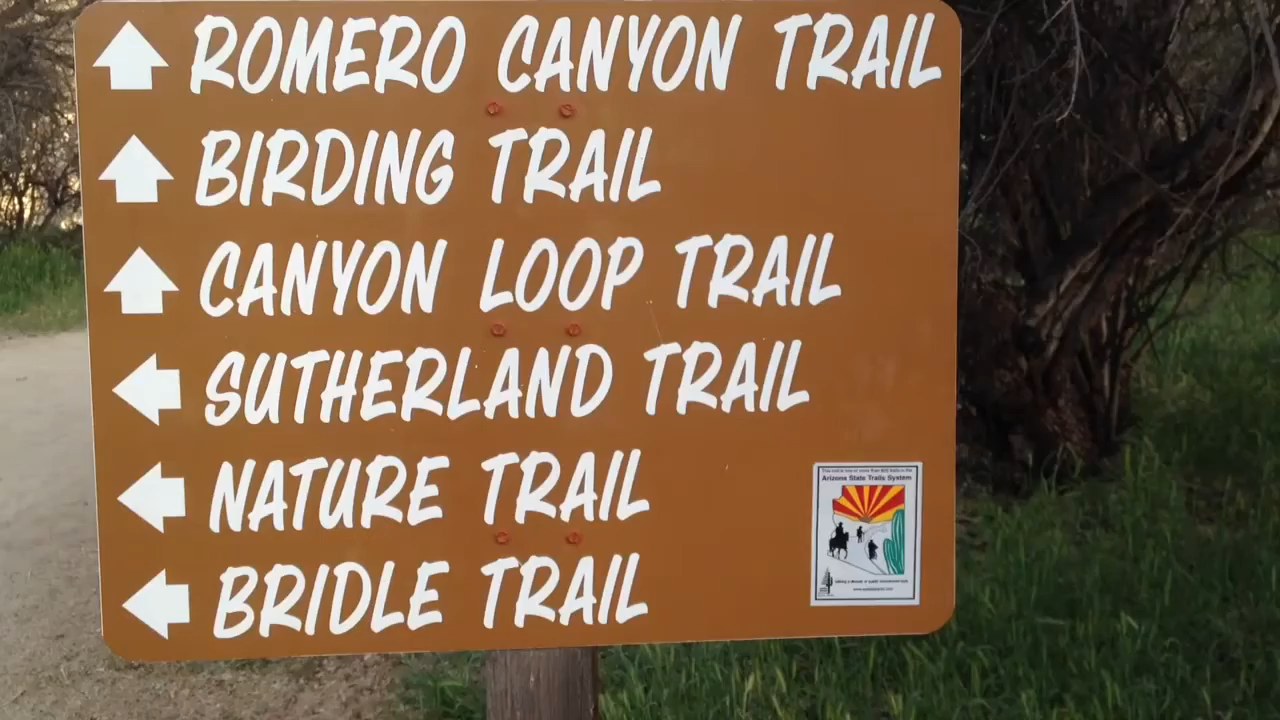 ROMERO CANYON TRAIL
BIRDING TRAIL
CANYON LOOP TRAIL
SUTHERLAND TRAIL
NATURE TRAIL
BRIDLE TRAIL
Arizona State Trails System